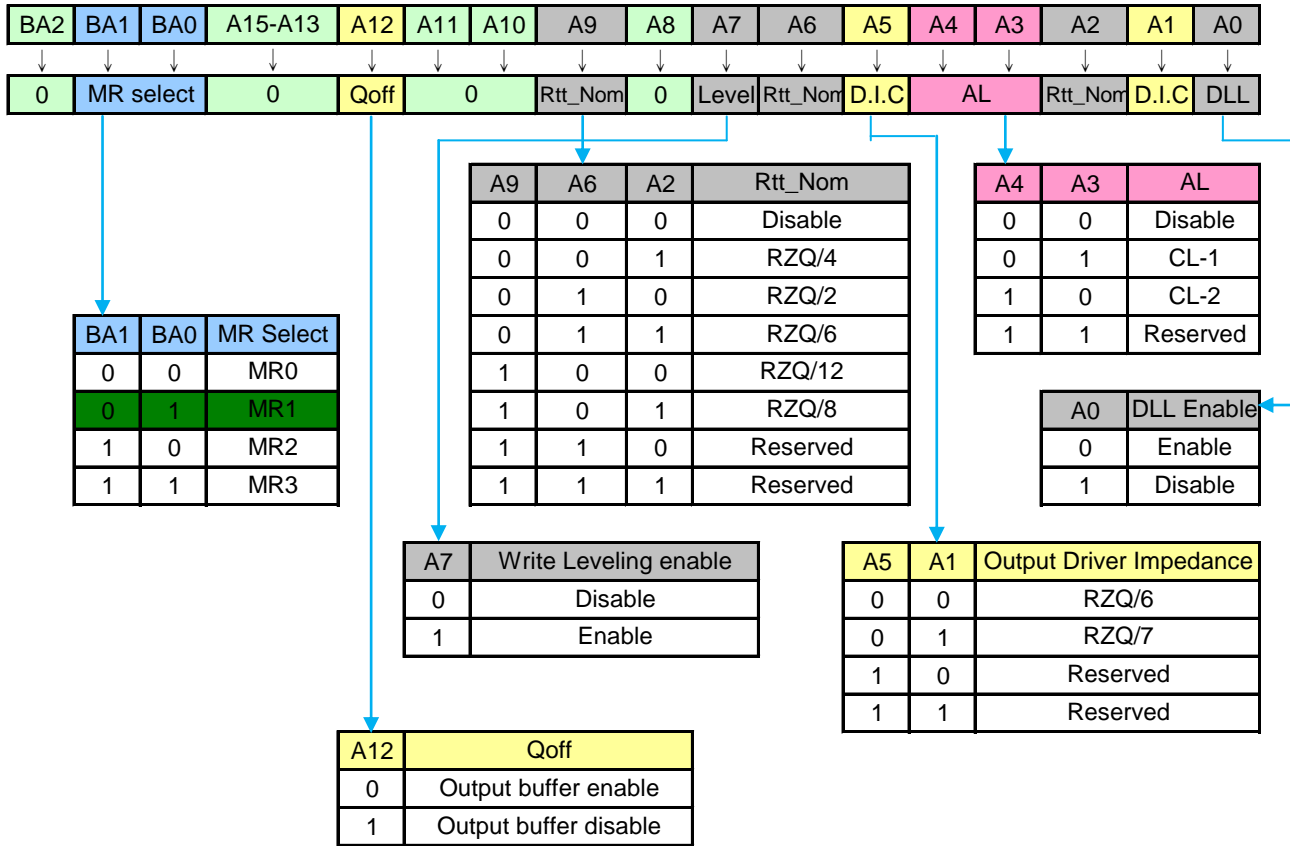 BA2 BA1 BA0 A15-A13 A12 A11 A10 A9 A8 A7 A6 A5 A4 A3 A2 A1 A0
0 MR select 0 Qoff 0 Rtt_Nom 0 Level Rtt_Nom D.I.C AL Rtt_Nom D.I.C DLL
A9 A6 A2 Rtt_Nom
0 0 0 Disable
0 0 1 RZQ/4
0 1 0 RZQ/2
0 1 1 RZQ/6
1 0 0 RZQ/12
1 0 1 RZQ/8
1 1 0 Reserved
1 1 1 Reserved
A4 A3 AL
0 0 Disable
0 1 CL-1
1 0 CL-2
1 1 Reserved
BA1 BA0 MR Select
0 0 MR0
0 1 MR1
1 0 MR2
1 1 MR3
A0 DLL Enable
0 Enable
1 Disable
A7 Write Leveling enable
0 Disable
1 Enable
A5 A1 Output Driver Impedance
0 0 RZQ/6
0 1 RZQ/7
1 0 Reserved
1 1 Reserved
A12 Qoff
0 Output buffer enable
1 Output buffer disable